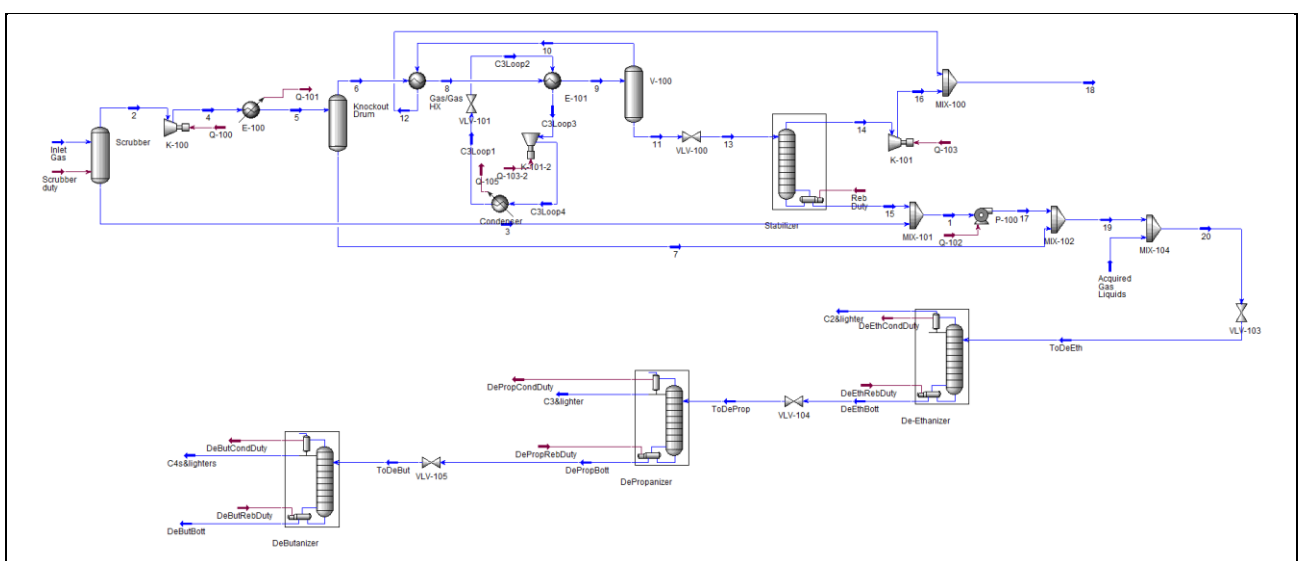 10
C3Loop2
6
8
9
V-100
16
MIX-100
18
2
4
Q-101
5
Knockout
Drum
12
Gas/Gas
HX
VLV-101
E-101
Scrubber
K-100
Q-100
E-100
Inlet
Gas
Scrubber
duty
C3Loop1
C3Loop3
11
VLV-100
13
14
K-101
Q-103
K-101-2
Q-105
Q-103-2
Condenser
C3Loop4
3
Reb
Duty
Stabilizer
15
MIX-101
1
P-100
17
Q-102
MIX-102
19
MIX-104
20
7
Acquired
Gas
Liquids
VLV-103
C2&lighter
DeEthCondDuty
ToDeEth
DeEthRebDuty
DeEthBott
De-Ethanizer
DePropCondDuty
C3&lighter
ToDeProp
VLV-104
DePropRebDuty
DePropBott
DePropanizer
DeButCondDuty
C4s&lighters
ToDeBut
VLV-105
DeButRebDuty
DeButBott
DeButanizer